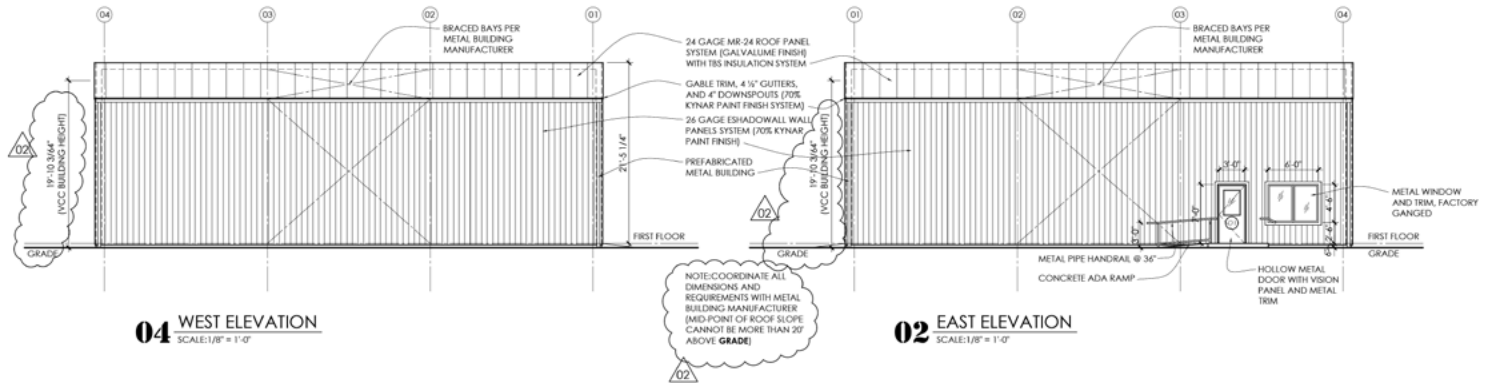 04
03
02
01
BRACED BAYS PER
METAL BUILDING
MANUFACTURER
24 GAGE MR-24 ROOF PANEL
SYSTEM (GALVALUME FINISH)
WITH TBS INSULATION SYSTEM
GABLE TRIM, 4 ½" GUTTERS,
AND 4" DOWNSPOUTS (70%
KYNAR PAINT FINISH SYSTEM)
26 GAGE ESHADOWALL WALL
PANELS SYSTEM (70% KYNAR
PAINT FINISH)
PREFABRICATED
METAL BUILDING
02
19'-10 3/64"
(VCC BUILDING HEIGHT)
21'-5 1/4"
FIRST FLOOR
GRADE
04 WEST ELEVATION
SCALE:1/8" = 1'-0"
NOTE:COORDINATE ALL
DIMENSIONS AND
REQUIREMENTS WITH METAL
BUILDING MANUFACTURER
(MID-POINT OF ROOF SLOPE
CANNOT BE MORE THAN 20'
ABOVE GRADE)
02
01
02
03
04
BRACED BAYS PER
METAL BUILDING
MANUFACTURER
02
19'-10 3/64"
(VCC BUILDING HEIGHT)
3'-0"
6'-0"
4'-6"
2'-6"
3'-0"
METAL WINDOW
AND TRIM, FACTORY
GANGED
FIRST FLOOR
GRADE
GRADE
METAL PIPE HANDRAIL @ 36"
CONCRETE ADA RAMP
HOLLOW METAL
DOOR WITH VISION
PANEL AND METAL
TRIM
02 EAST ELEVATION
SCALE:1/8" = 1'-0"